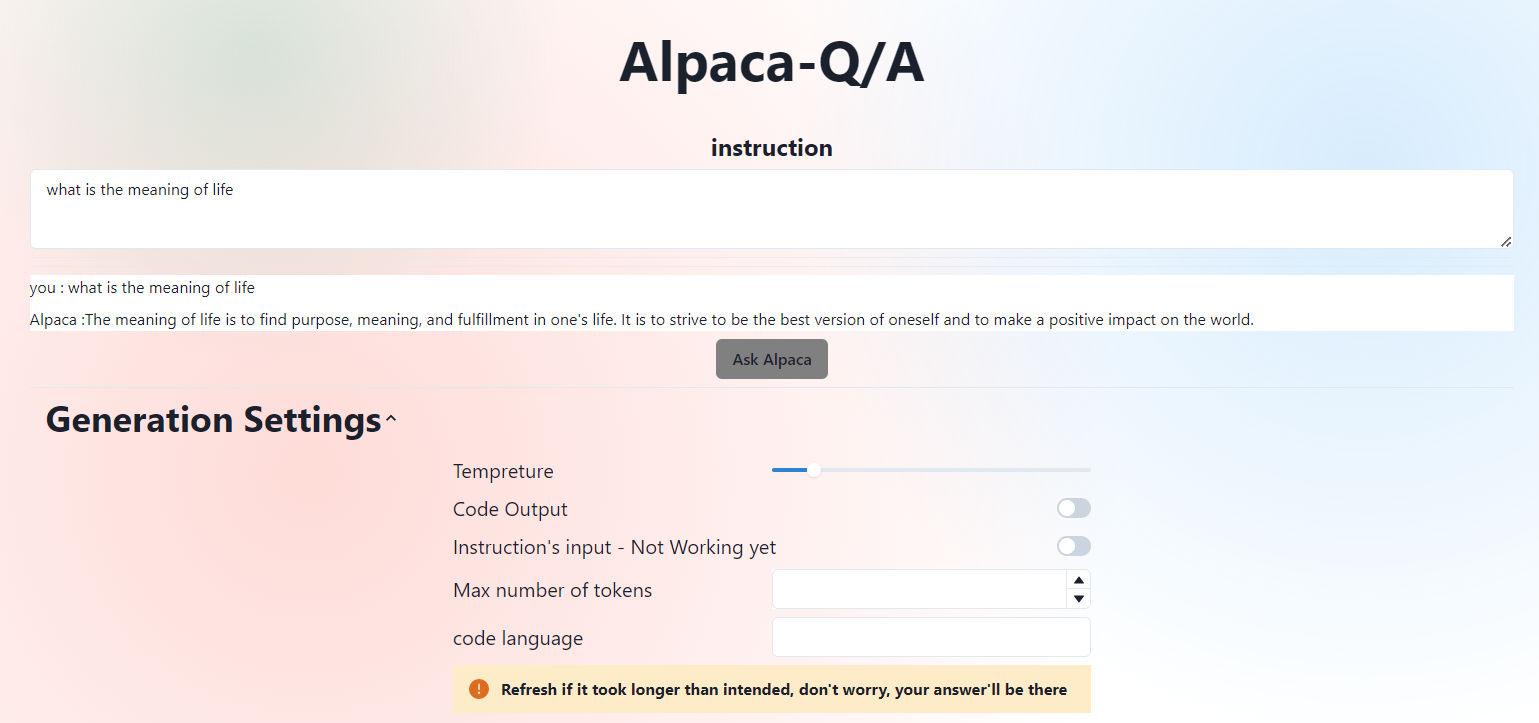 Alpaca-Q/A
instruction
what is the meaning of life
you : what is the meaning of life
Alpaca :The meaning of life is to find purpose, meaning, and fulfillment in one's life. It is to strive to be the best version of oneself and to make a positive impact on the world.
Ask Alpaca
Generation Settings
Tempreture
Code Output
Instruction's input - Not Working yet
Max number of tokens
code language
Refresh if it took longer than intended, don't worry, your answer'll be there